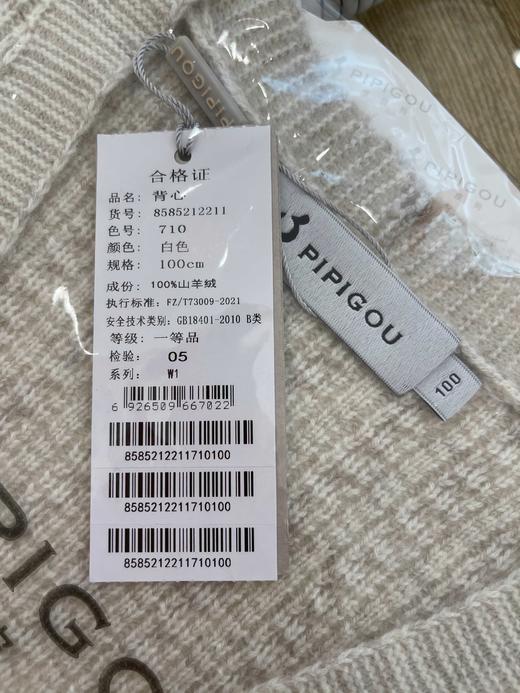 PIPIGOU
PIPIGOU
PIPIGOU
合格证
品名: 背心
货号: 8585212211
色号: 710
颜色: 白色
规格: 100cm
成份: 100%山羊绒
执行标准: FZ/T73009-2021
安全技术类别: GB18401-2010 B类
等级: 一等品
检验: 05
系列: W1
6 926509 667022
8585212211710100
8585212211710100
8585212211710100
PIPIGOU
100
PIGO